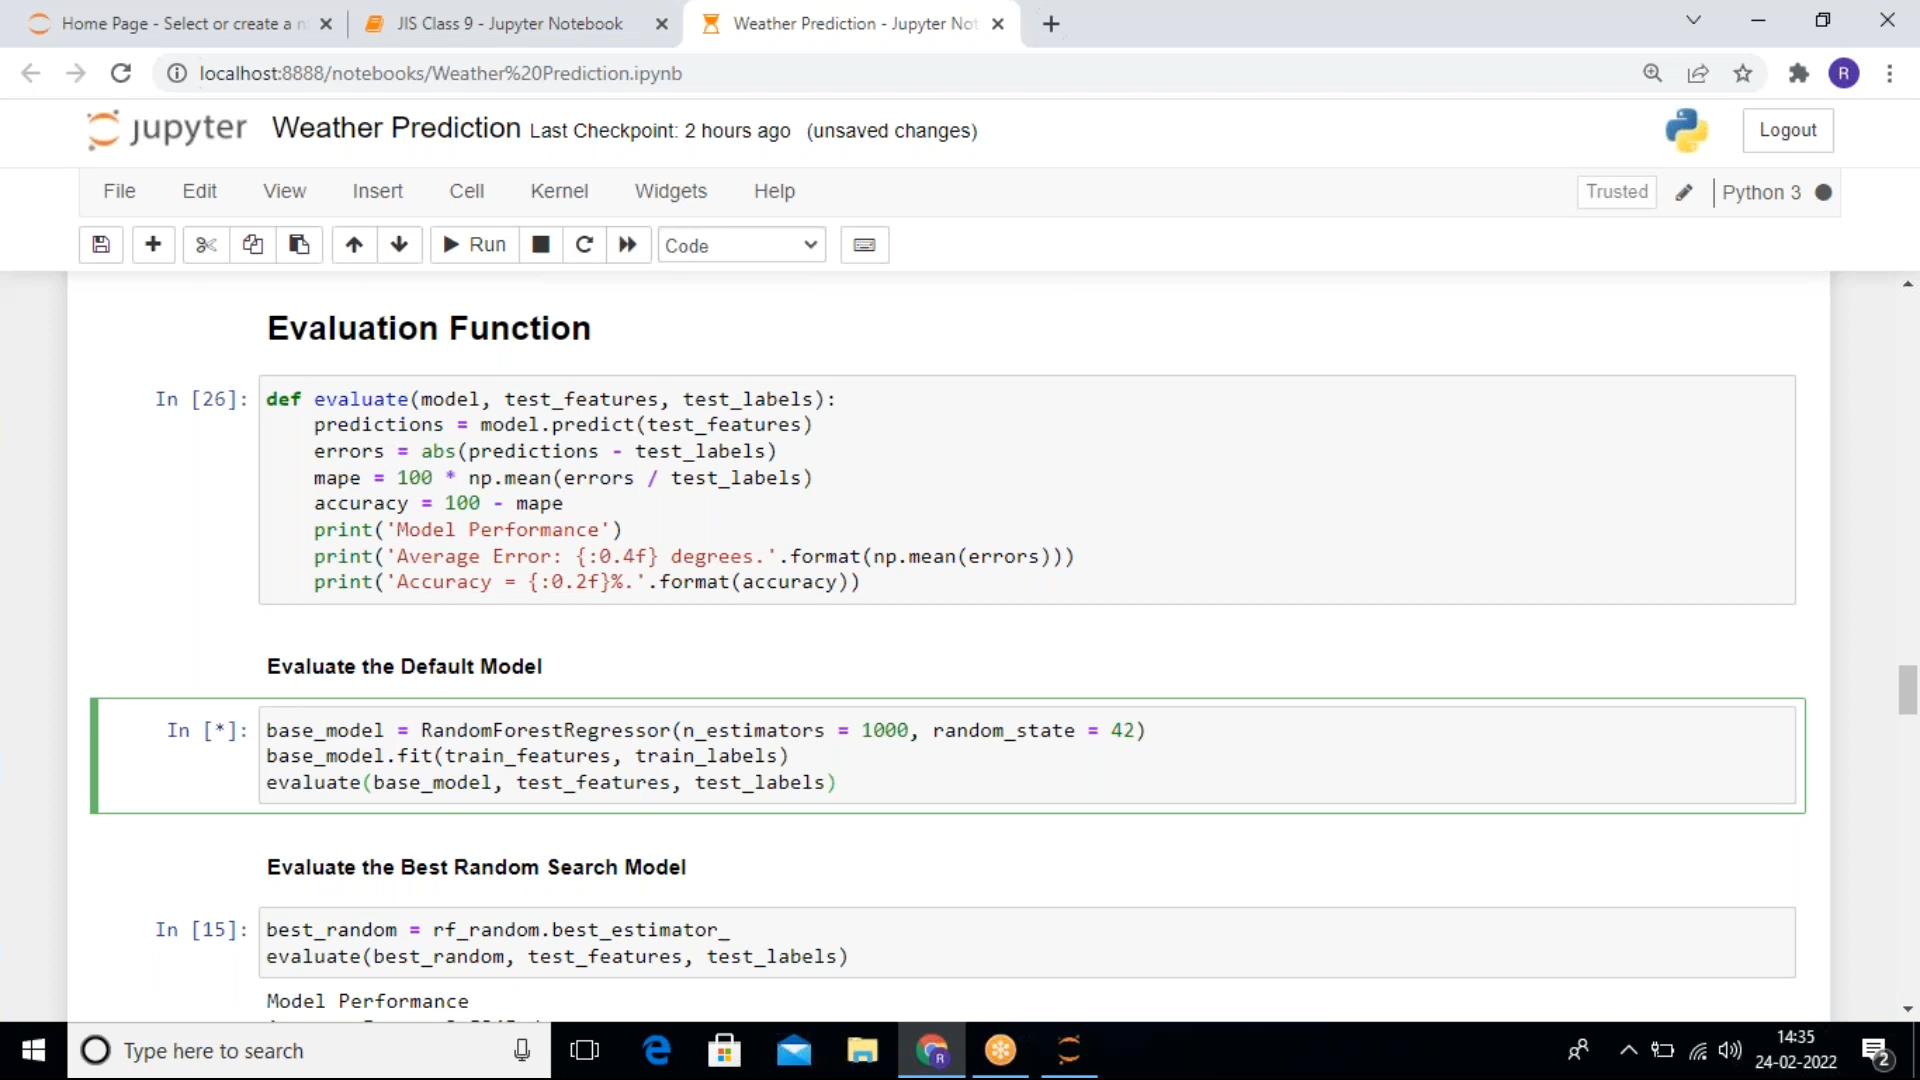 Home Page - Select or create a n
JIS Class 9 - Jupyter Notebook
Weather Prediction - Jupyter Not
localhost:8888/notebooks/Weather%20Prediction.ipynb
R
jupyter
Weather Prediction
Last Checkpoint: 2 hours ago
(unsaved changes)
Logout
File
Edit
View
Insert
Cell
Kernel
Widgets
Help
Trusted
Python 3
Run
Code
Evaluation Function
In [26]:
def evaluate(model, test_features, test_labels):
predictions = model.predict(test_features)
errors = abs(predictions - test_labels)
mape = 100 * np.mean(errors / test_labels)
accuracy = 100 - mape
print('Model Performance')
print('Average Error: {:0.4f} degrees.'.format(np.mean(errors)))
print('Accuracy = {:0.2f}%.'.format(accuracy))
Evaluate the Default Model
In [*]:
base_model = RandomForestRegressor(n_estimators = 1000, random_state = 42)
base_model.fit(train_features, train_labels)
evaluate(base_model, test_features, test_labels)
Evaluate the Best Random Search Model
In [15]:
best_random = rf_random.best_estimator_
evaluate(best_random, test_features, test_labels)
Model Performance
Type here to search
R
14:35
24-02-2022
2